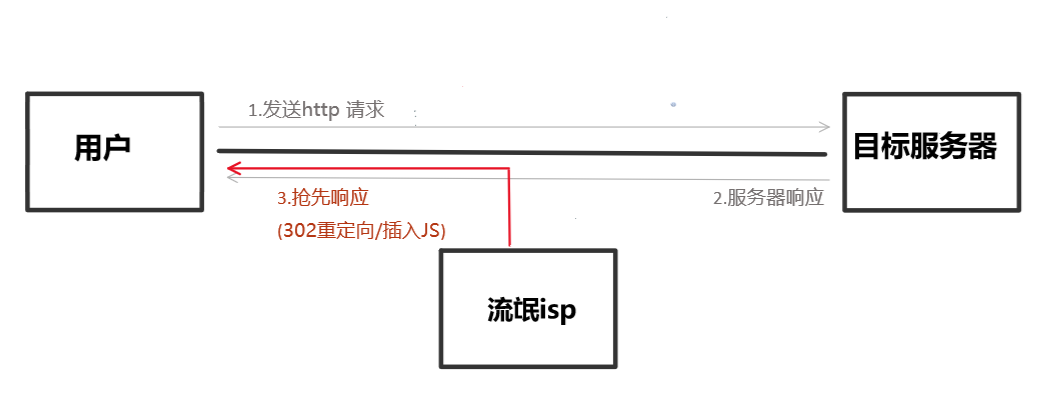 1.发送http 请求
用户
目标服务器
3.抢先响应
2.服务器响应
(302重定向/插入JS)
流氓isp